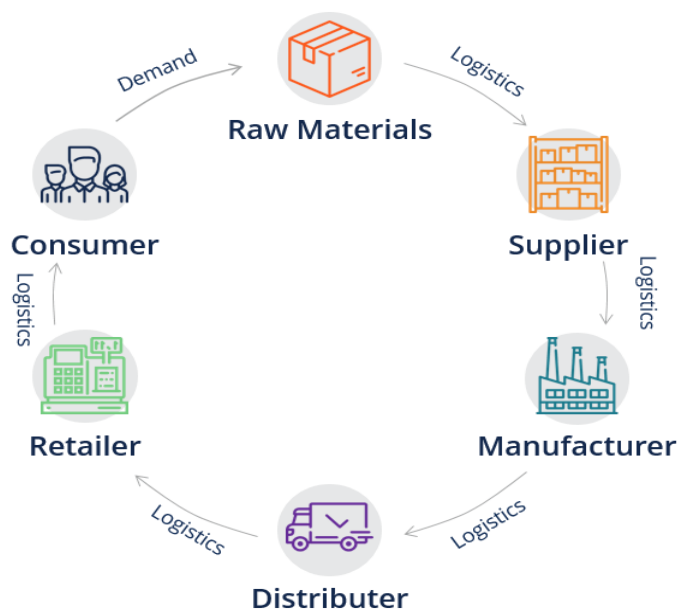 Demand
Raw Materials
Logistics
Supplier
Logistics
Manufacturer
Logistics
Distributer
Logistics
Retailer
Logistics
Consumer